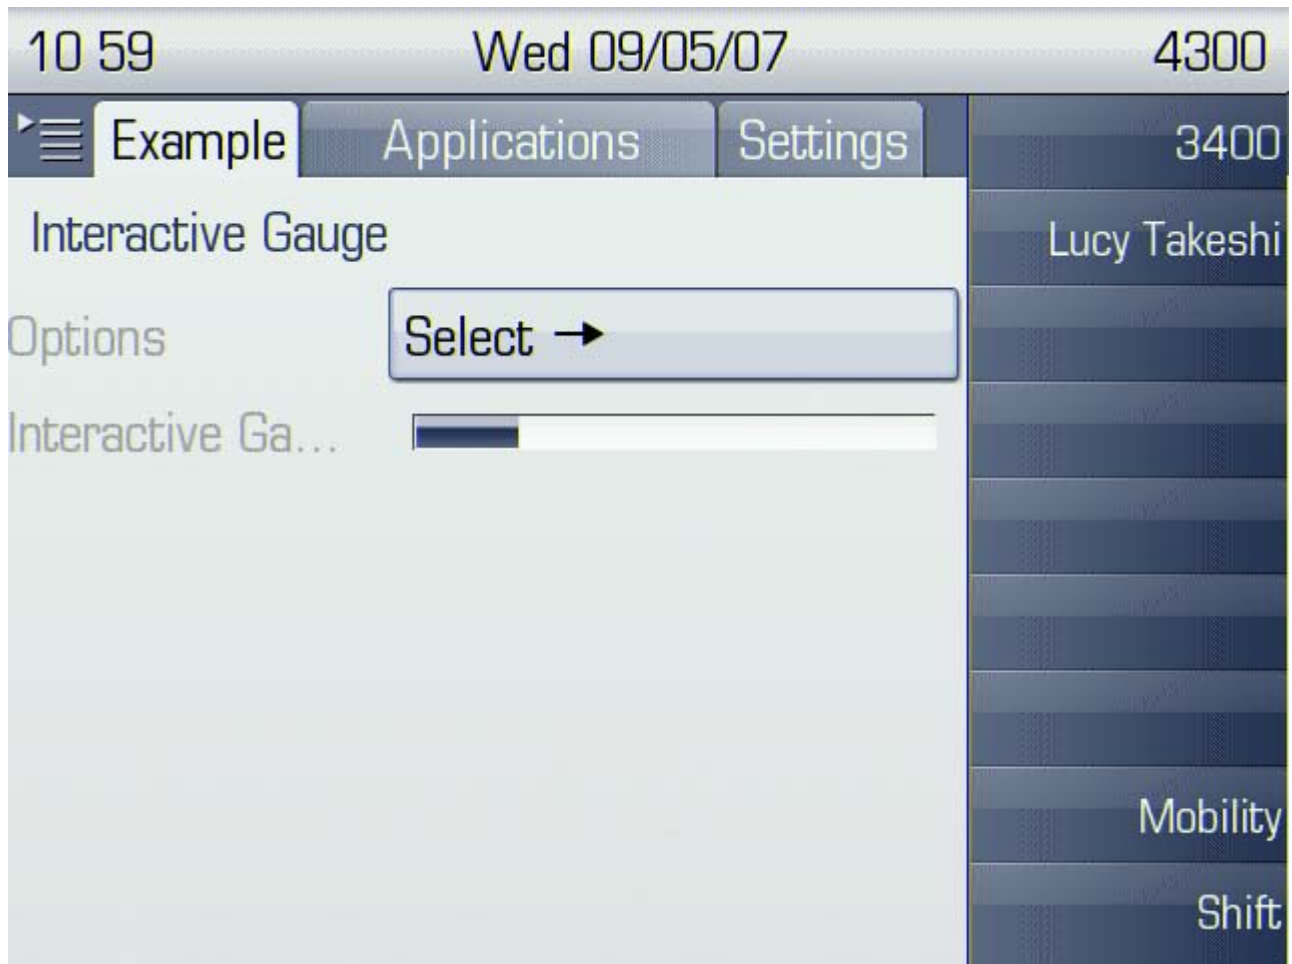 10 59 Wed 09/05/07 4300
Example Applications Settings
3400
Interactive Gauge
Lucy Takeshi
Options Select →
Interactive Ga...
Mobility
Shift